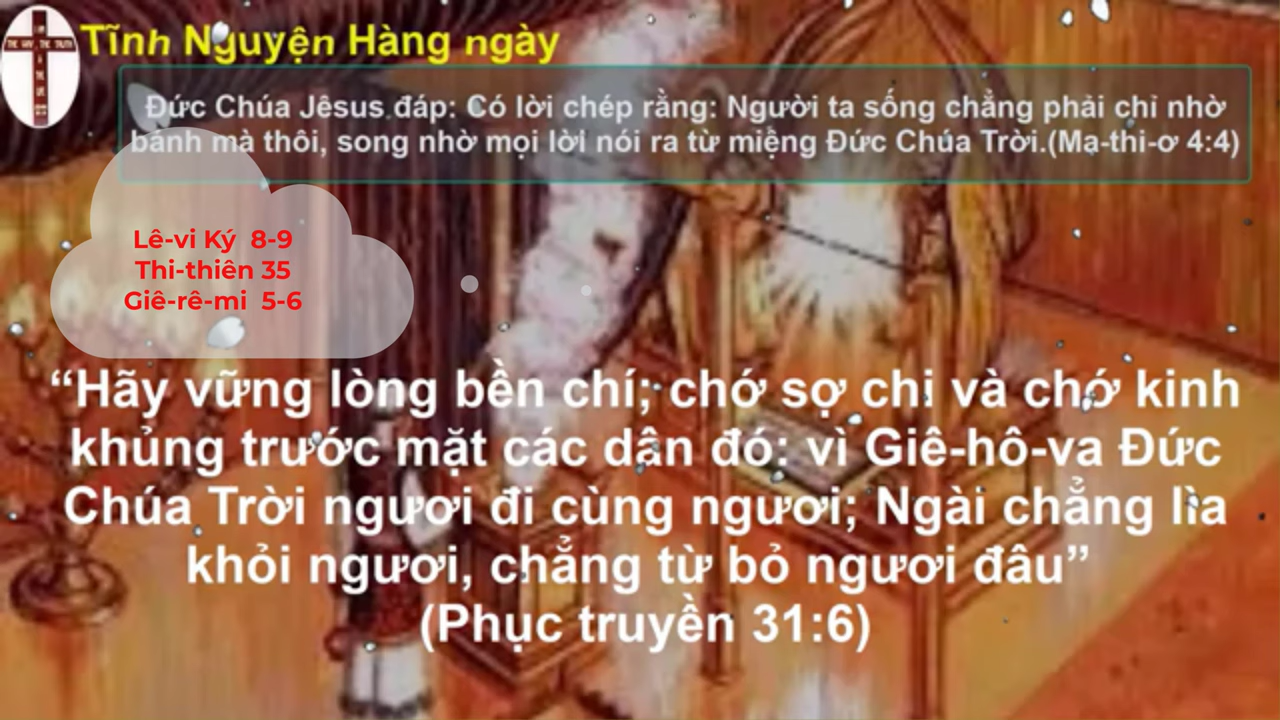 Tĩnh Nguyện Hàng ngày
Đức Chúa Jêsus đáp: Có lời chép rằng: Người ta sống chẳng phải chỉ nhờ
bánh mà thôi, song nhờ mọi lời nói ra từ miệng Đức Chúa Trời.(Ma-thi-ơ 4:4)
Lê-vi Ký 8-9
Thi-thiên 35
Giê-rê-mi 5-6
“Hãy vững lòng bền chí; chớ sợ chi và chớ kinh
khủng trước mặt các dân đó: vì Giê-hô-va Đức
Chúa Trời ngươi đi cùng ngươi; Ngài chẳng lìa
khỏi ngươi, chẳng từ bỏ ngươi đâu”
(Phục truyền 31:6)